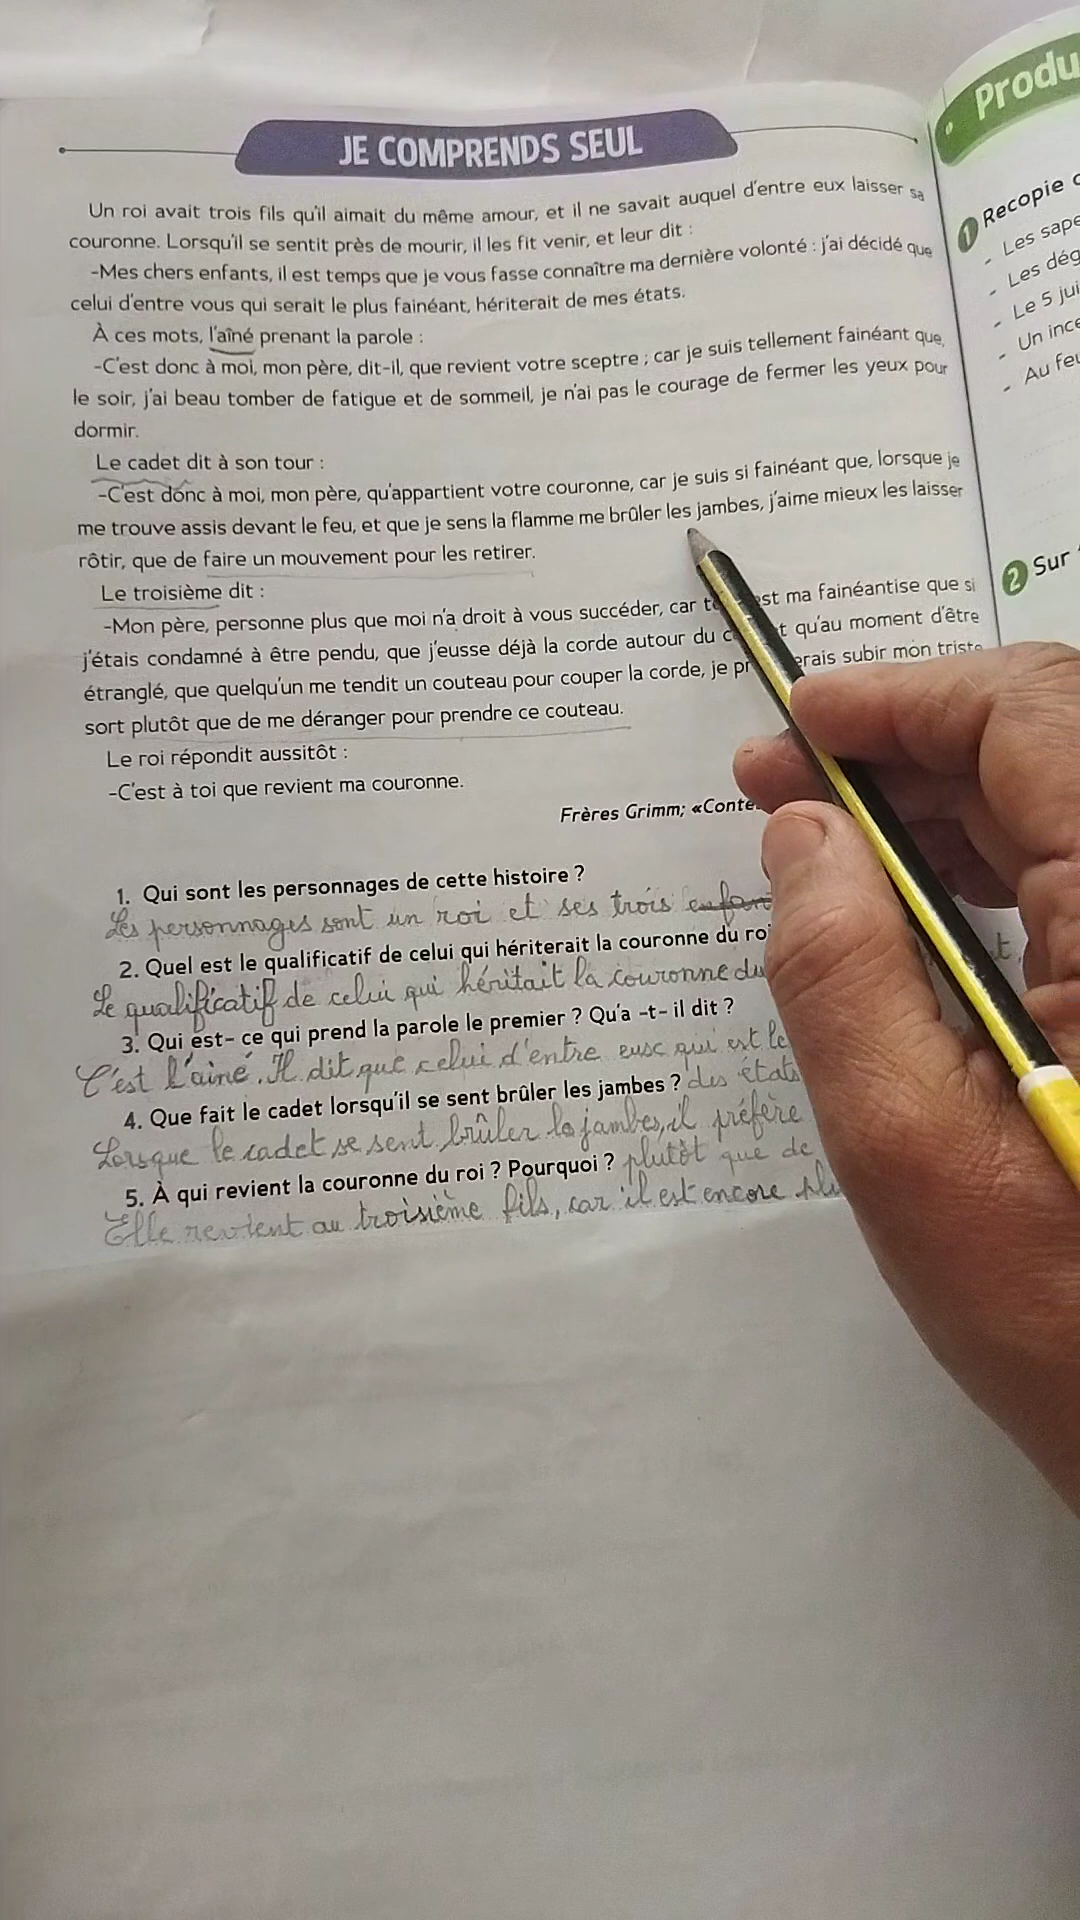 JE COMPRENDS SEUL
Un roi avait trois fils qu'il aimait du même amour, et il ne savait auquel d'entre eux laisser sa
couronne. Lorsqu'il se sentit près de mourir, il les fit venir, et leur dit :
-Mes chers enfants, il est temps que je vous fasse connaître ma dernière volonté : j'ai décidé que
celui d'entre vous qui serait le plus fainéant, hériterait de mes états.
À ces mots, l'aîné prenant la parole :
-C'est donc à moi, mon père, dit-il, que revient votre sceptre ; car je suis tellement fainéant que,
le soir, j'ai beau tomber de fatigue et de sommeil, je n'ai pas le courage de fermer les yeux pour
dormir.
Le cadet dit à son tour :
-C'est donc à moi, mon père, qu'appartient votre couronne, car je suis si fainéant que, lorsque je
me trouve assis devant le feu, et que je sens la flamme me brûler les jambes, j'aime mieux les laisser
rôtir, que de faire un mouvement pour les retirer.
Le troisième dit :
-Mon père, personne plus que moi n'a droit à vous succéder, car est ma fainéantise que si
j'étais condamné à être pendu, que j'eusse déjà la corde autour du qu'au moment d'être
étranglé, que quelqu'un me tendit un couteau pour couper la corde, je subir mon triste
sort plutôt que de me déranger pour prendre ce couteau.
Le roi répondit aussitôt :
-C'est à toi que revient ma couronne.
Frères Grimm; «Conte
1. Qui sont les personnages de cette histoire ?
Les personnages sont un roi et ses trois enfan
2. Quel est le qualificatif de celui qui hériterait la couronne du roi
Le qualificatif de celui qui héritait la couronne du
3. Qui est- ce qui prend la parole le premier ? Qu'a -t- il dit ?
C'est l'ainé. Il dit que celui d'entre eux qui est le
4. Que fait le cadet lorsqu'il se sent brûler les jambes ? des états
Lorsque le cadet se sent brûler les jambes, il préfère
5. À qui revient la couronne du roi ? Pourquoi ? plutôt que de
Elle revient au troisième fils, car il est encore plu
Produ
1 Recopie
- Les sape
- Les dég
- Le 5 jui
- Un ince
- Au feu
2 Sur